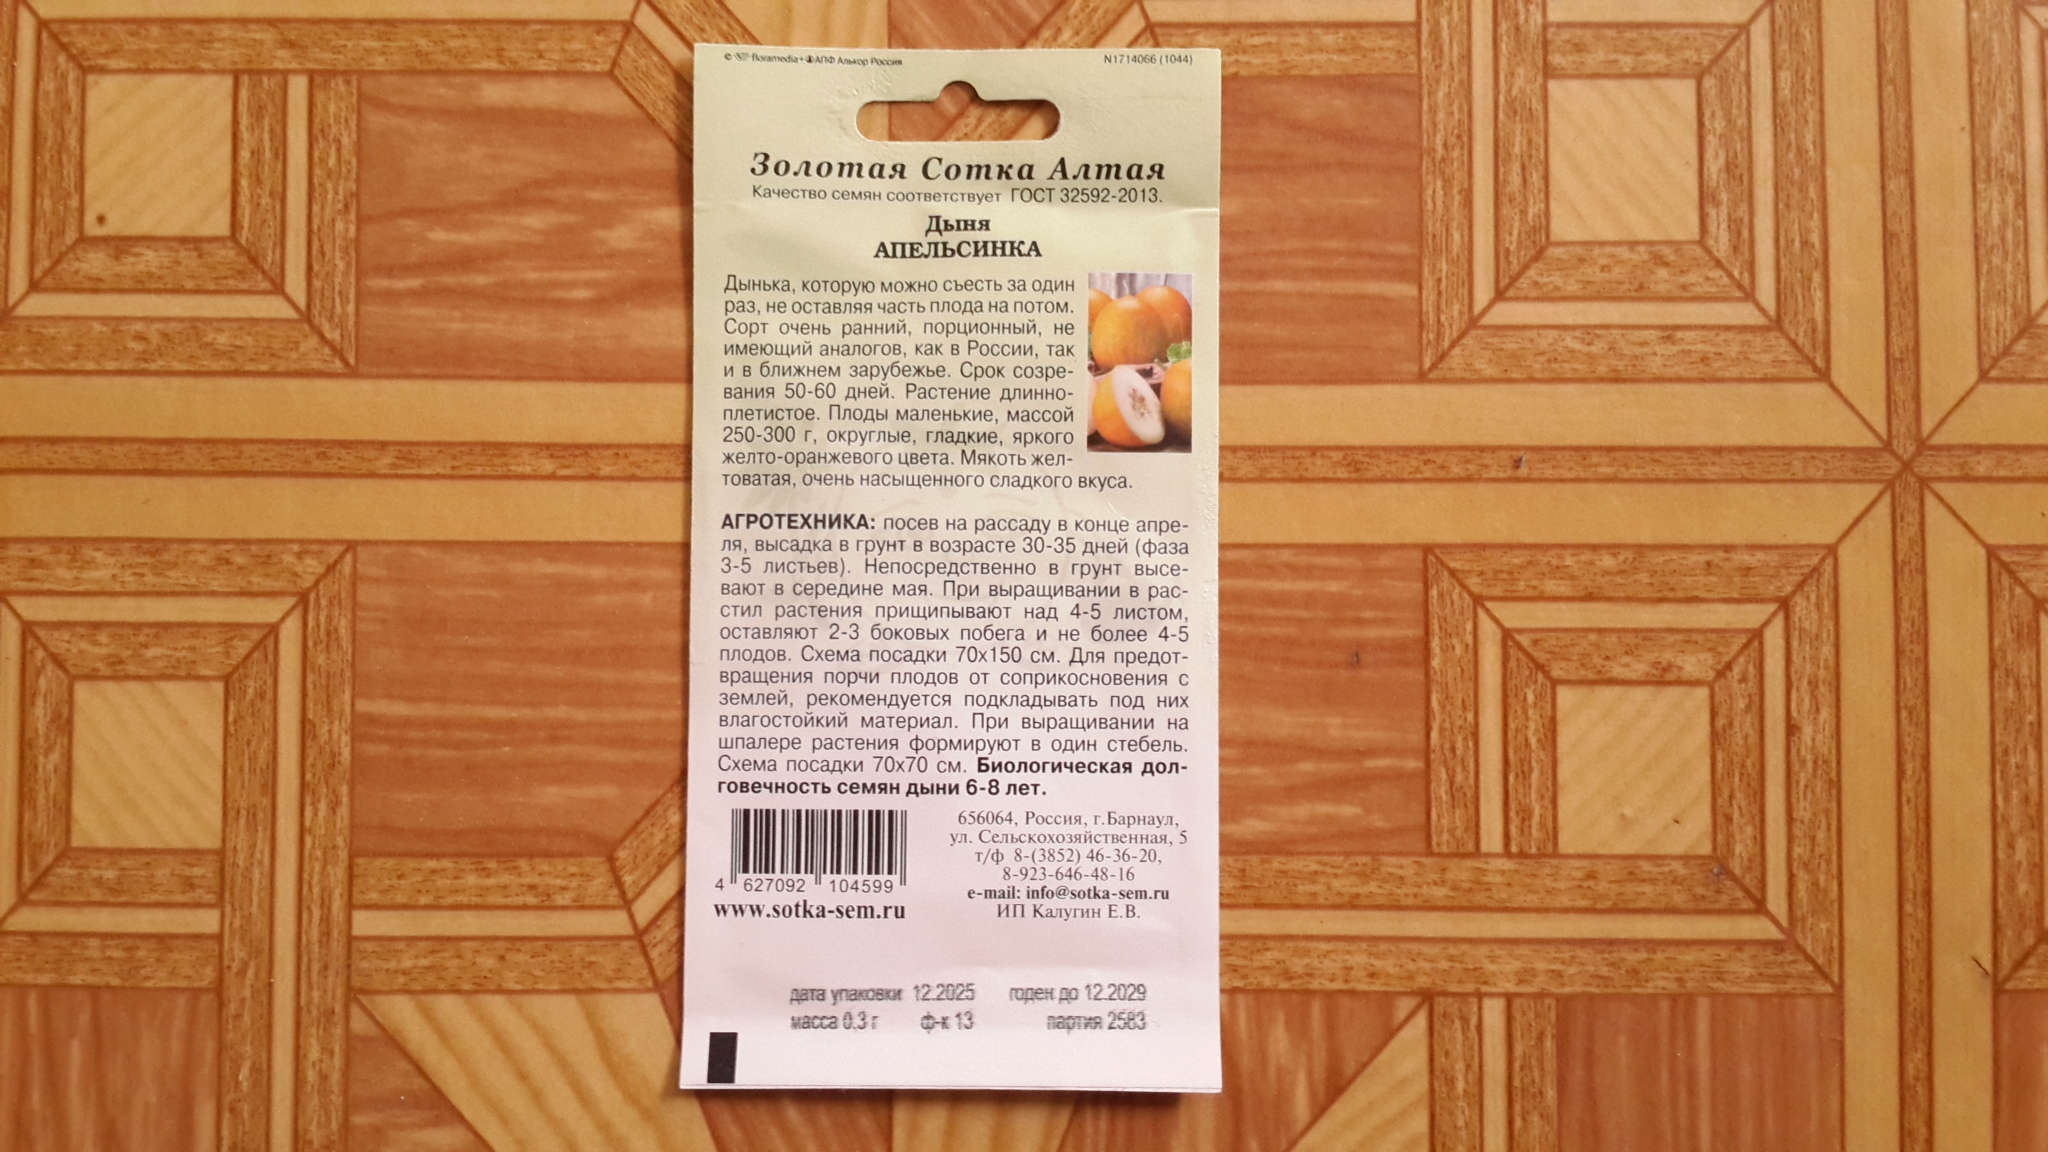 © floramedia + АПФ Алькор Россия
N1714066 (1044)
Золотая Сотка Алтая
Качество семян соответствует ГОСТ 32592-2013.
Дыня
АПЕЛЬСИНКА
Дынька, которую можно съесть за один
раз, не оставляя часть плода на потом.
Сорт очень ранний, порционный, не
имеющий аналогов, как в России, так
и в ближнем зарубежье. Срок созре-
вания 50-60 дней. Растение длинно-
плетистое. Плоды маленькие, массой
250-300 г, округлые, гладкие, яркого
желто-оранжевого цвета. Мякоть жел-
товатая, очень насыщенного сладкого вкуса.
АГРОТЕХНИКА: посев на рассаду в конце апре-
ля, высадка в грунт в возрасте 30-35 дней (фаза
3-5 листьев). Непосредственно в грунт высе-
вают в середине мая. При выращивании в рас-
стил растения прищипывают над 4-5 листом,
оставляют 2-3 боковых побега и не более 4-5
плодов. Схема посадки 70х150 см. Для предот-
вращения порчи плодов от соприкосновения с
землей, рекомендуется подкладывать под них
влагостойкий материал. При выращивании на
шпалере растения формируют в один стебель.
Схема посадки 70х70 см. Биологическая дол-
говечность семян дыни 6-8 лет.
4 627092 104599
www.sotka-sem.ru
656064, Россия, г.Барнаул,
ул. Сельскохозяйственная, 5
т/ф 8-(3852) 46-36-20,
8-923-646-48-16
e-mail: info@sotka-sem.ru
ИП Калугин Е.В.
дата упаковки 12.2025 годен до 12.2029
масса 0,3 г ф-к 13 партия 2583